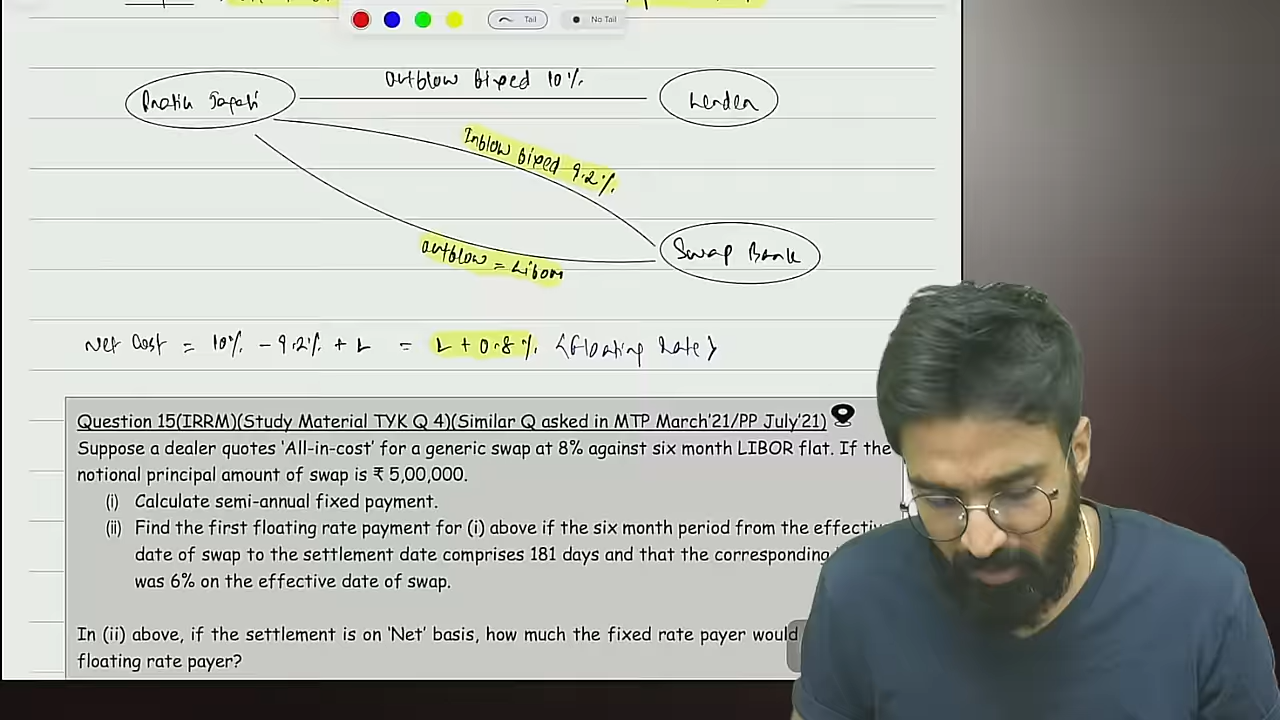 Tail
No Tail
outflow fixed 10%
Lender
Inflow fixed 9.2%
outflow = Libor
Swap Bank
Net Cost = 10% - 9.2% + L = L + 0.8% <Floating Rate>
Question 15(IRRM)(Study Material TYK Q 4)(Similar Q asked in MTP March'21/PP July'21)
Suppose a dealer quotes 'All-in-cost' for a generic swap at 8% against six month LIBOR flat. If the
notional principal amount of swap is ₹ 5,00,000.
(i) Calculate semi-annual fixed payment.
(ii) Find the first floating rate payment for (i) above if the six month period from the effectiv
date of swap to the settlement date comprises 181 days and that the corresponding
was 6% on the effective date of swap.
In (ii) above, if the settlement is on 'Net' basis, how much the fixed rate payer would
floating rate payer?